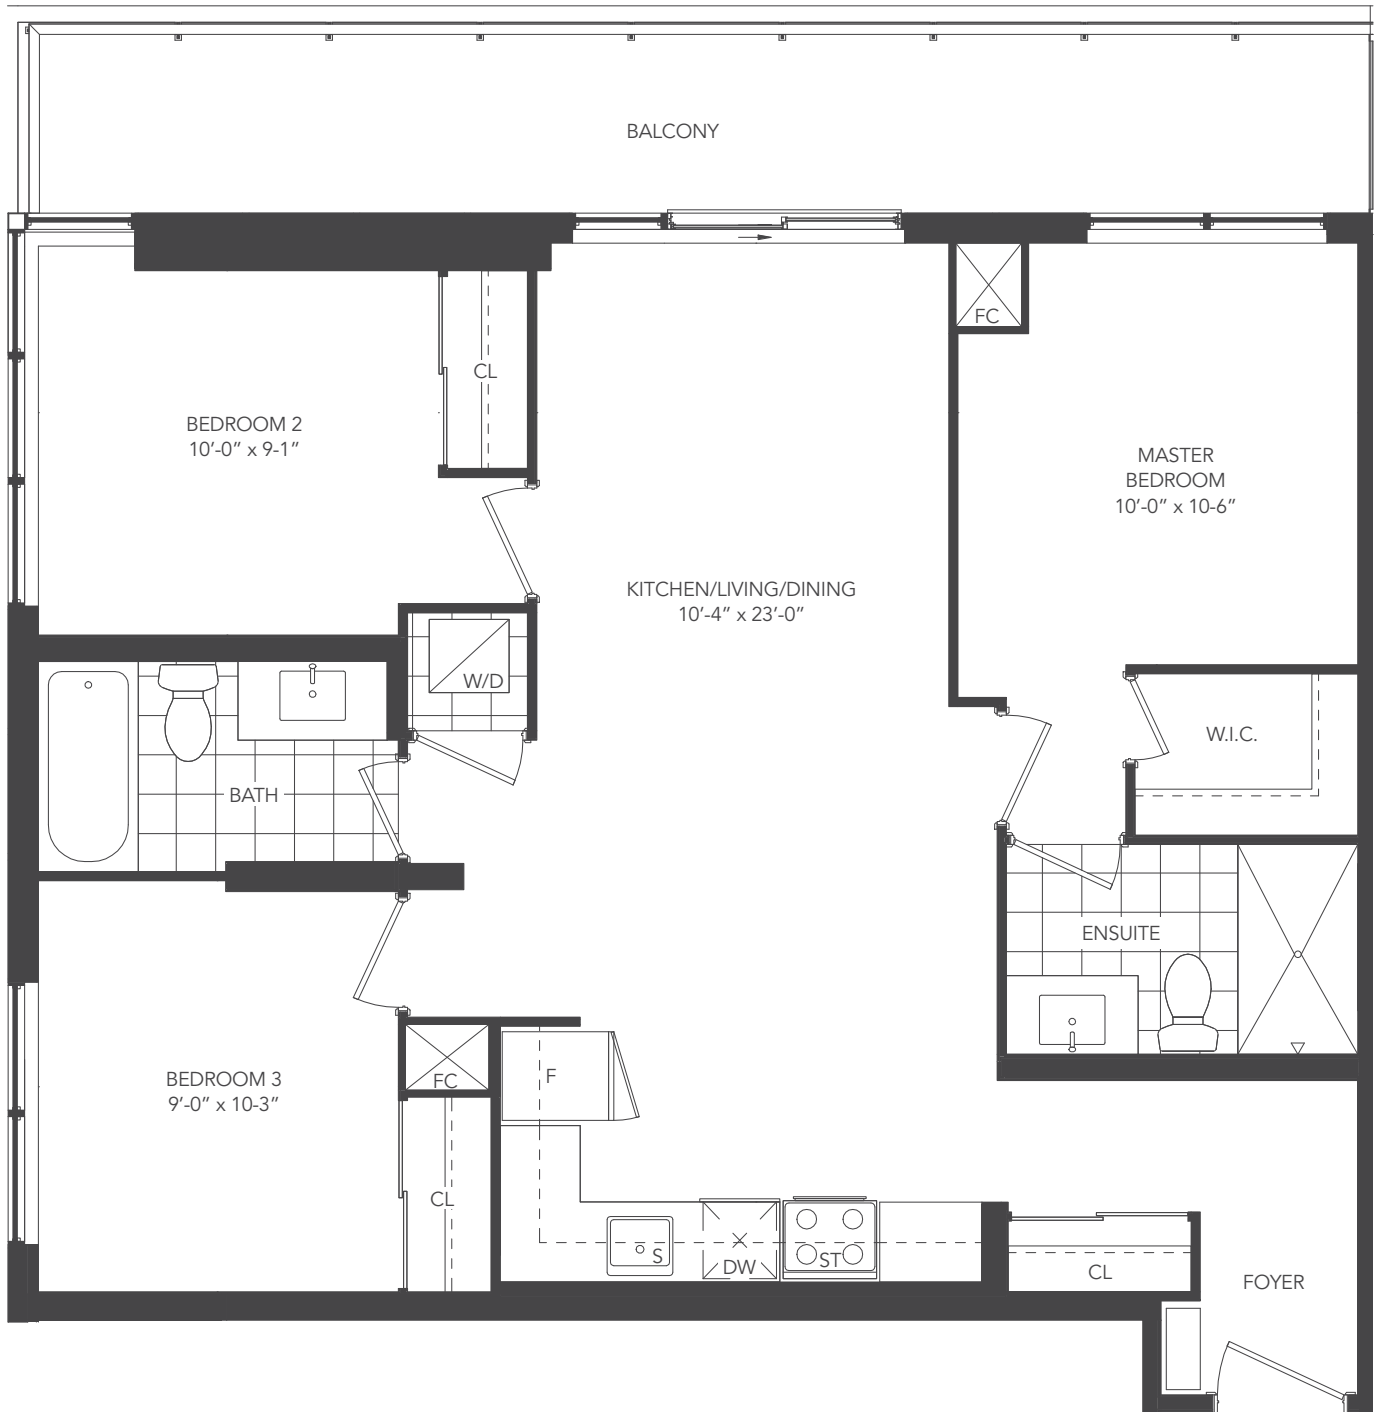 BALCONY
FC
CL
BEDROOM 2
10'-0” x 9-1”
MASTER
BEDROOM
10'-0” x 10-6”
KITCHEN/LIVING/DINING
10'-4” x 23'-0”
W/D
W.I.C.
BATH
ENSUITE
BEDROOM 3
9'-0” x 10-3”
FC
F
CL
S
DW
ST
CL
FOYER